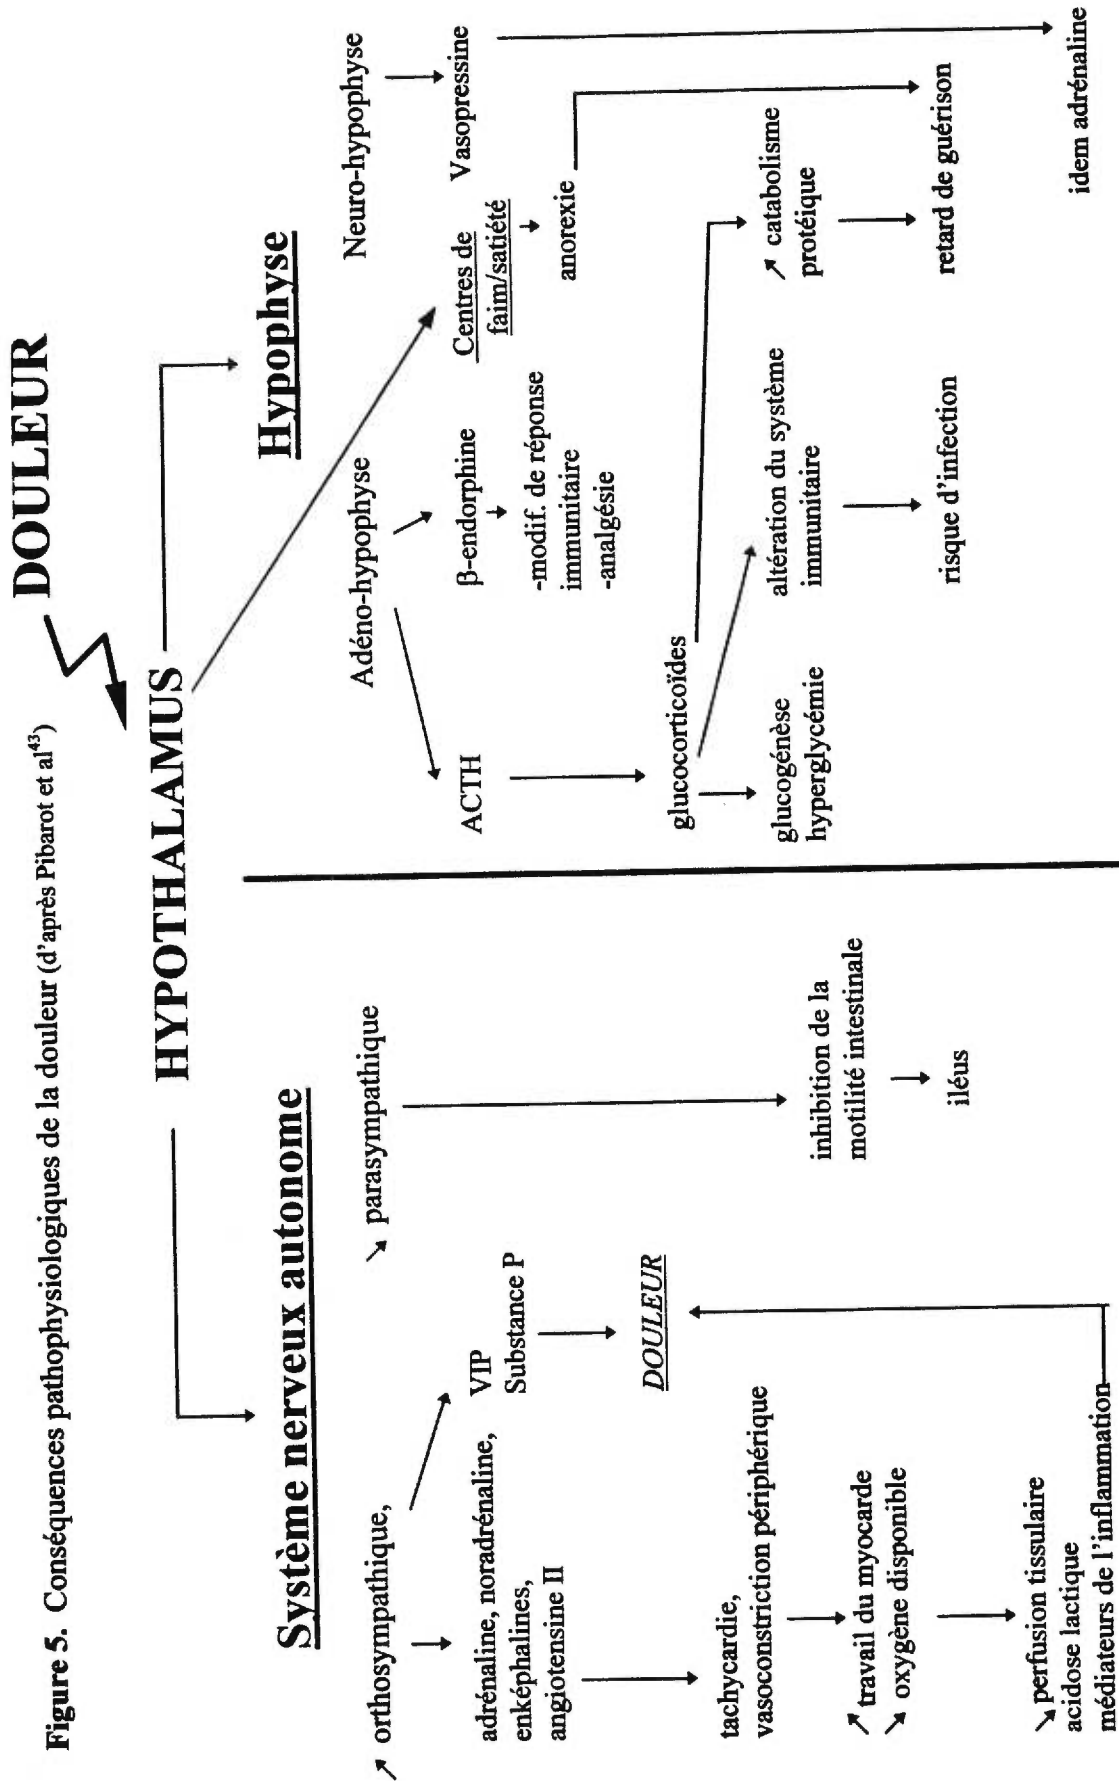 Figure 5. Conséquences pathophysiologiques de la douleur (d'après Pibarot et al43)
DOULEUR
HYPOTHALAMUS
Système nerveux autonome
↗ orthosympathique,
adrénaline, noradrénaline,
enképhalines,
angiotensine II
VIP
Substance P
DOULEUR
tachycardie,
vasoconstriction périphérique
↗ travail du myocarde
↘ oxygène disponible
↘ perfusion tissulaire
acidose lactique
médiateurs de l'inflammation
↘ parasympathique
inhibition de la
motilité intestinale
iléus
Hypophyse
Adéno-hypophyse
ACTH
β-endorphine
-modif. de réponse
immunitaire
-analgésie
glucocorticoïdes
glucogénèse
hyperglycémie
altération du système
immunitaire
risque d'infection
↗ catabolisme
protéique
retard de guérison
Centres de
faim/satiété
anorexie
Neuro-hypophyse
Vasopressine
idem adrénaline